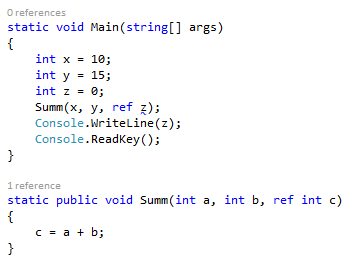 0 references
static void Main(string[] args)
{
    int x = 10;
    int y = 15;
    int z = 0;
    Summ(x, y, ref z);
    Console.WriteLine(z);
    Console.ReadKey();
}
1 reference
static public void Summ(int a, int b, ref int c)
{
    c = a + b;
}